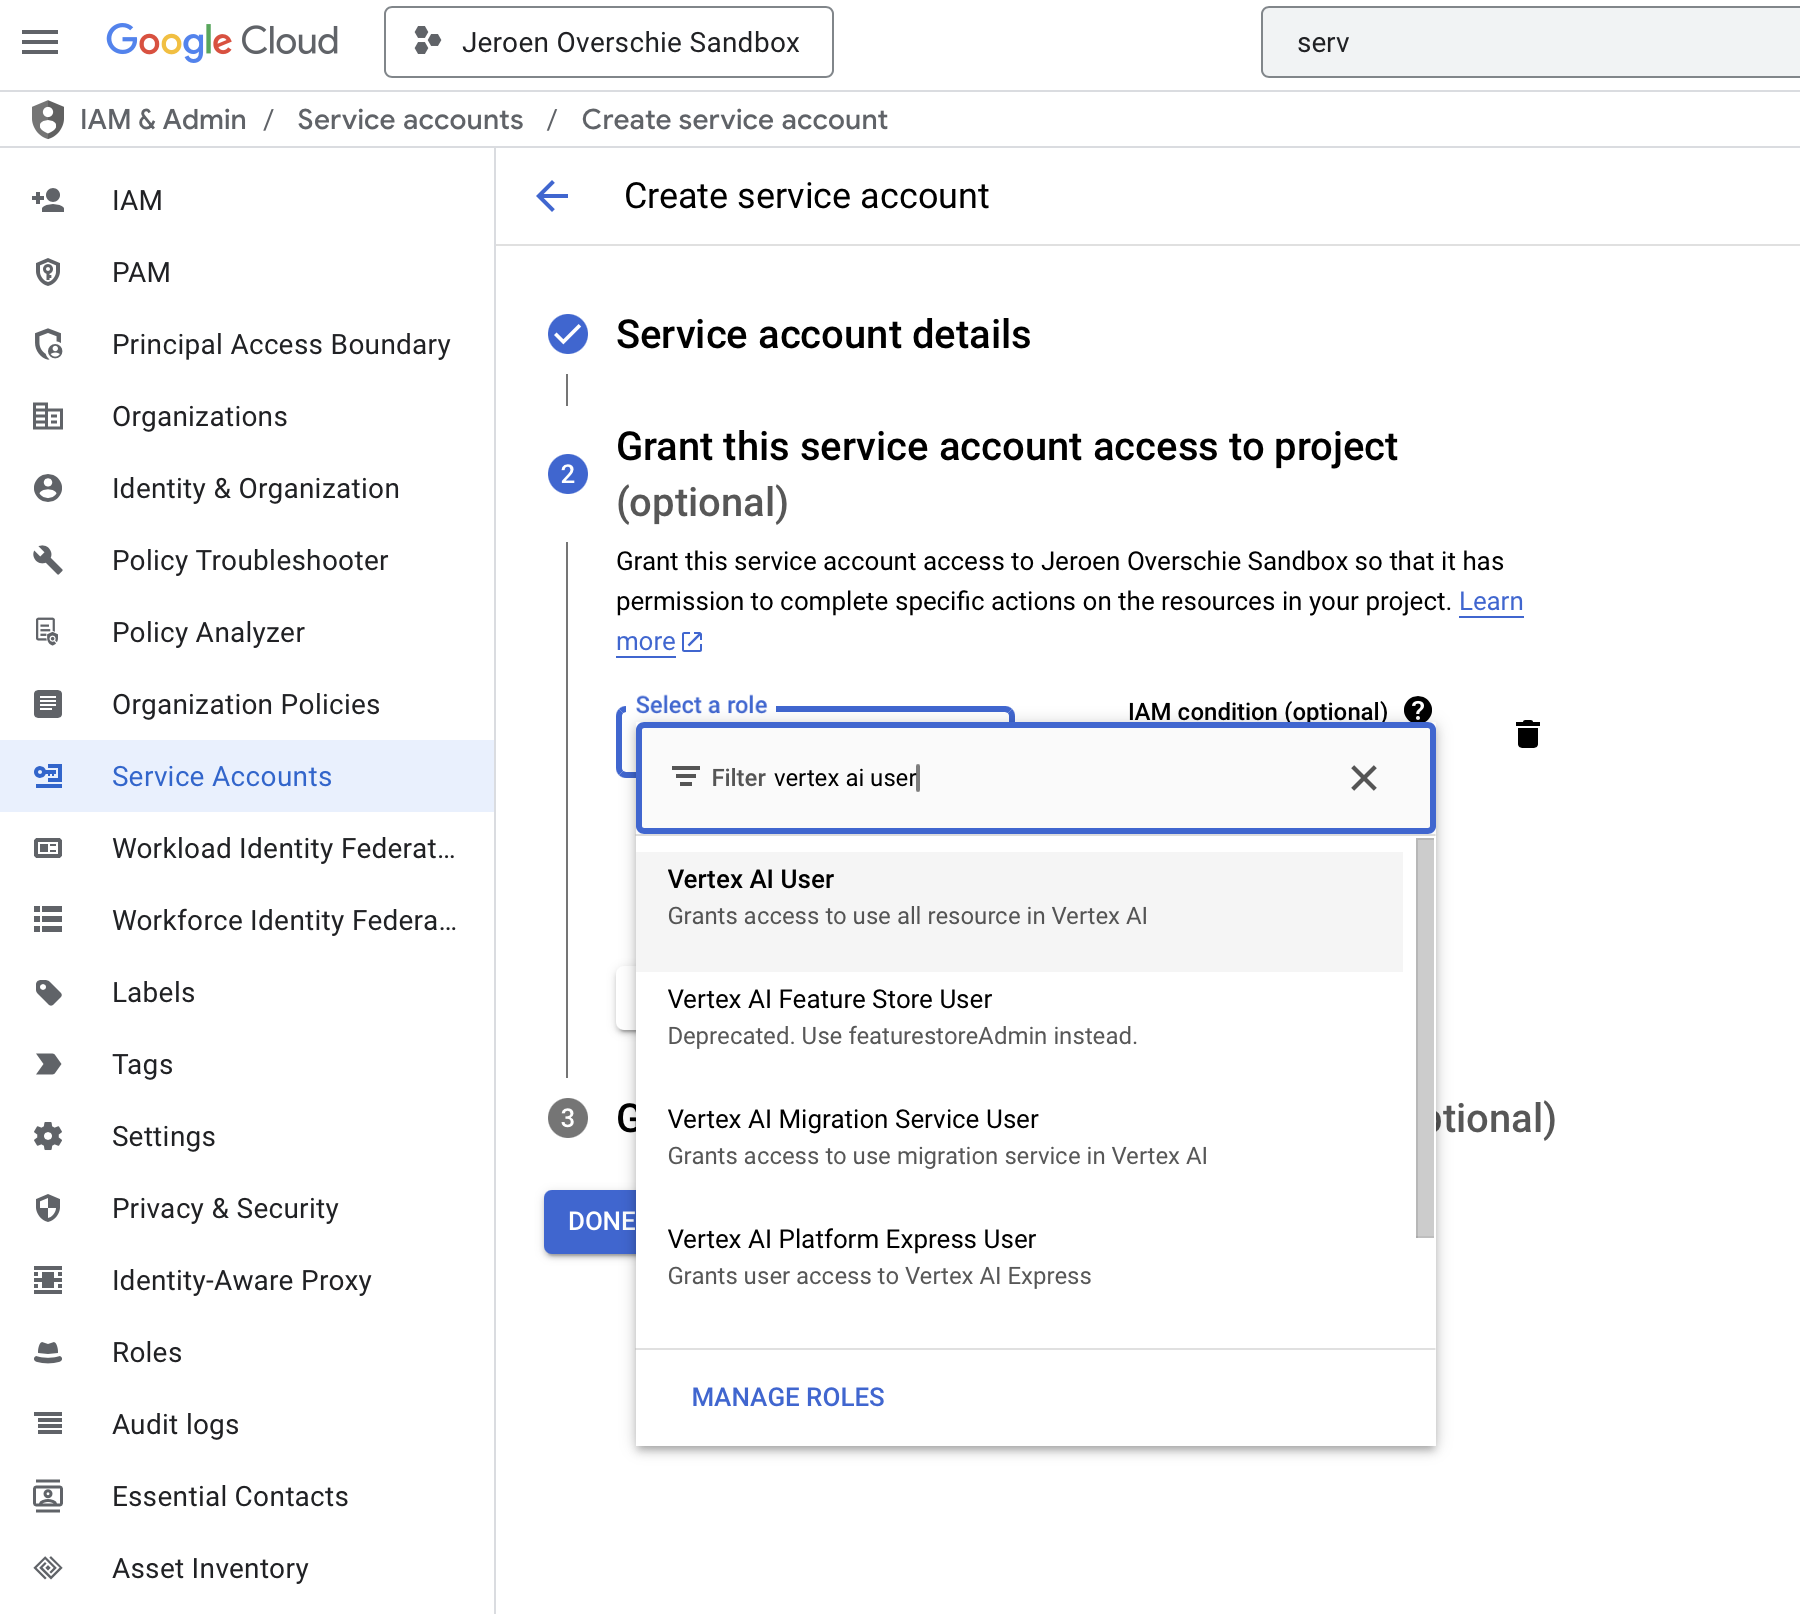 Google Cloud
Jeroen Overschie Sandbox
serv
IAM & Admin / Service accounts / Create service account
IAM
PAM
Principal Access Boundary
Organizations
Identity & Organization
Policy Troubleshooter
Policy Analyzer
Organization Policies
Service Accounts
Workload Identity Federat...
Workforce Identity Federa...
Labels
Tags
Settings
Privacy & Security
Identity-Aware Proxy
Roles
Audit logs
Essential Contacts
Asset Inventory
Create service account
Service account details
2
Grant this service account access to project
(optional)
Grant this service account access to Jeroen Overschie Sandbox so that it has
permission to complete specific actions on the resources in your project. Learn
more
Select a role
IAM condition (optional) ?
Filter vertex ai user
Vertex AI User
Grants access to use all resource in Vertex AI
Vertex AI Feature Store User
Deprecated. Use featurestoreAdmin instead.
Vertex AI Migration Service User
Grants access to use migration service in Vertex AI
Vertex AI Platform Express User
Grants user access to Vertex AI Express
MANAGE ROLES
3
DONE